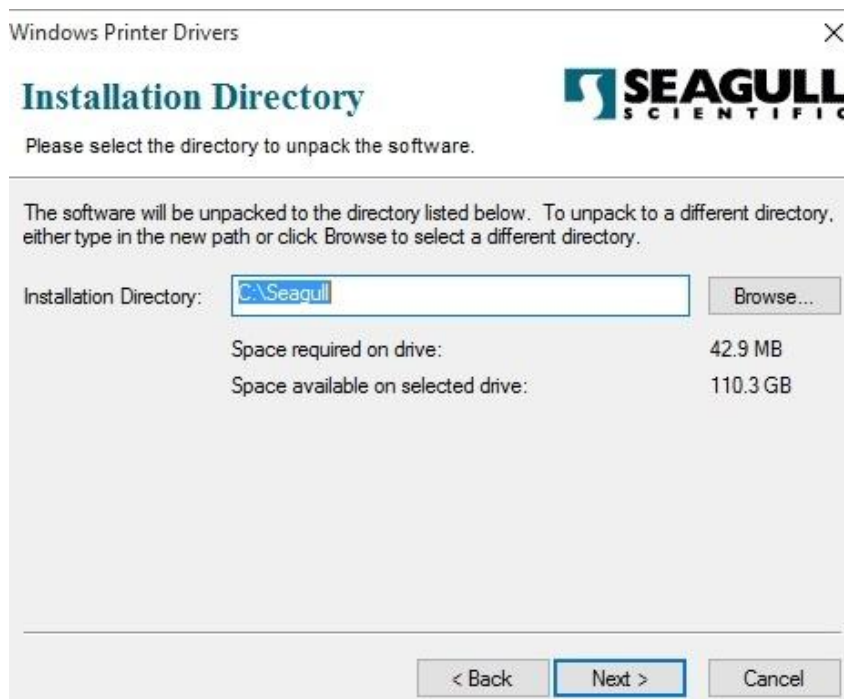 Windows Printer Drivers
Installation Directory
SEAGULL
SCIENTIFIC
Please select the directory to unpack the software.
The software will be unpacked to the directory listed below. To unpack to a different directory,
either type in the new path or click Browse to select a different directory.
Installation Directory: C:\Seagull Browse...
Space required on drive: 42.9 MB
Space available on selected drive: 110.3 GB
< Back Next > Cancel